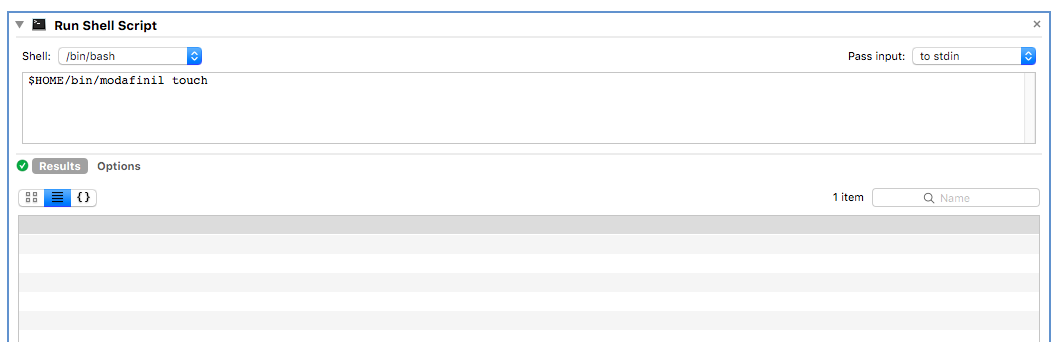 Run Shell Script ×
Shell: /bin/bash Pass input: to stdin
$HOME/bin/modafinil touch
Results Options
{} 1 item Name